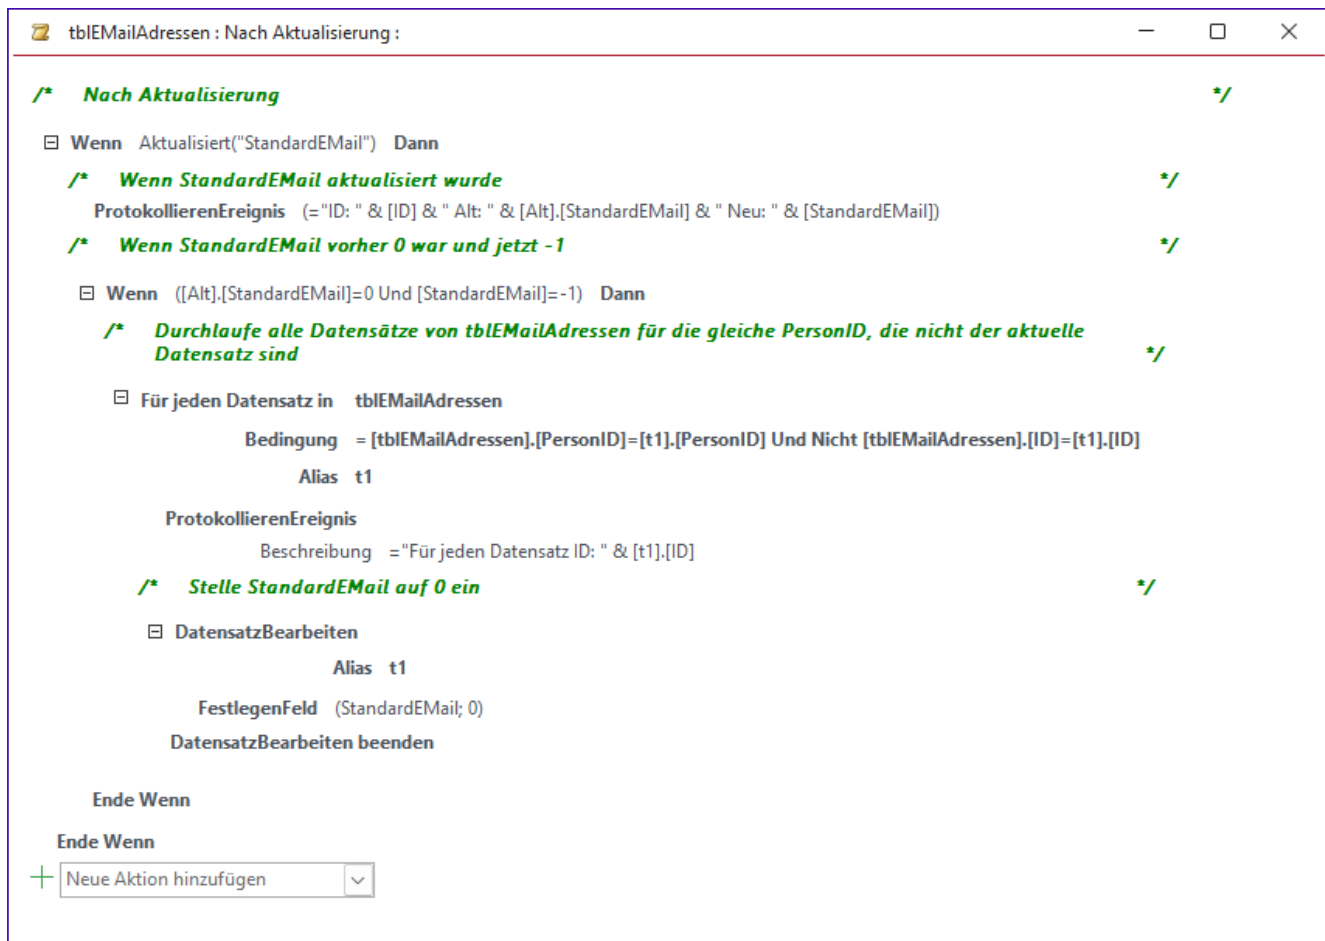 tblEMailAdressen : Nach Aktualisierung :
/* Nach Aktualisierung */
Wenn Aktualisiert("StandardEMail") Dann
/* Wenn StandardEMail aktualisiert wurde */
ProtokollierenEreignis (="ID: " & [ID] & " Alt: " & [Alt].[StandardEMail] & " Neu: " & [StandardEMail])
/* Wenn StandardEMail vorher 0 war und jetzt -1 */
Wenn ([Alt].[StandardEMail]=0 Und [StandardEMail]=-1) Dann
/* Durchlaufe alle Datensätze von tblEMailAdressen für die gleiche PersonID, die nicht der aktuelle
Datensatz sind */
Für jeden Datensatz in tblEMailAdressen
Bedingung = [tblEMailAdressen].[PersonID]=[t1].[PersonID] Und Nicht [tblEMailAdressen].[ID]=[t1].[ID]
Alias t1
ProtokollierenEreignis
Beschreibung ="Für jeden Datensatz ID: " & [t1].[ID]
/* Stelle StandardEMail auf 0 ein */
DatensatzBearbeiten
Alias t1
FestlegenFeld (StandardEMail; 0)
DatensatzBearbeiten beenden
Ende Wenn
Ende Wenn
Neue Aktion hinzufügen